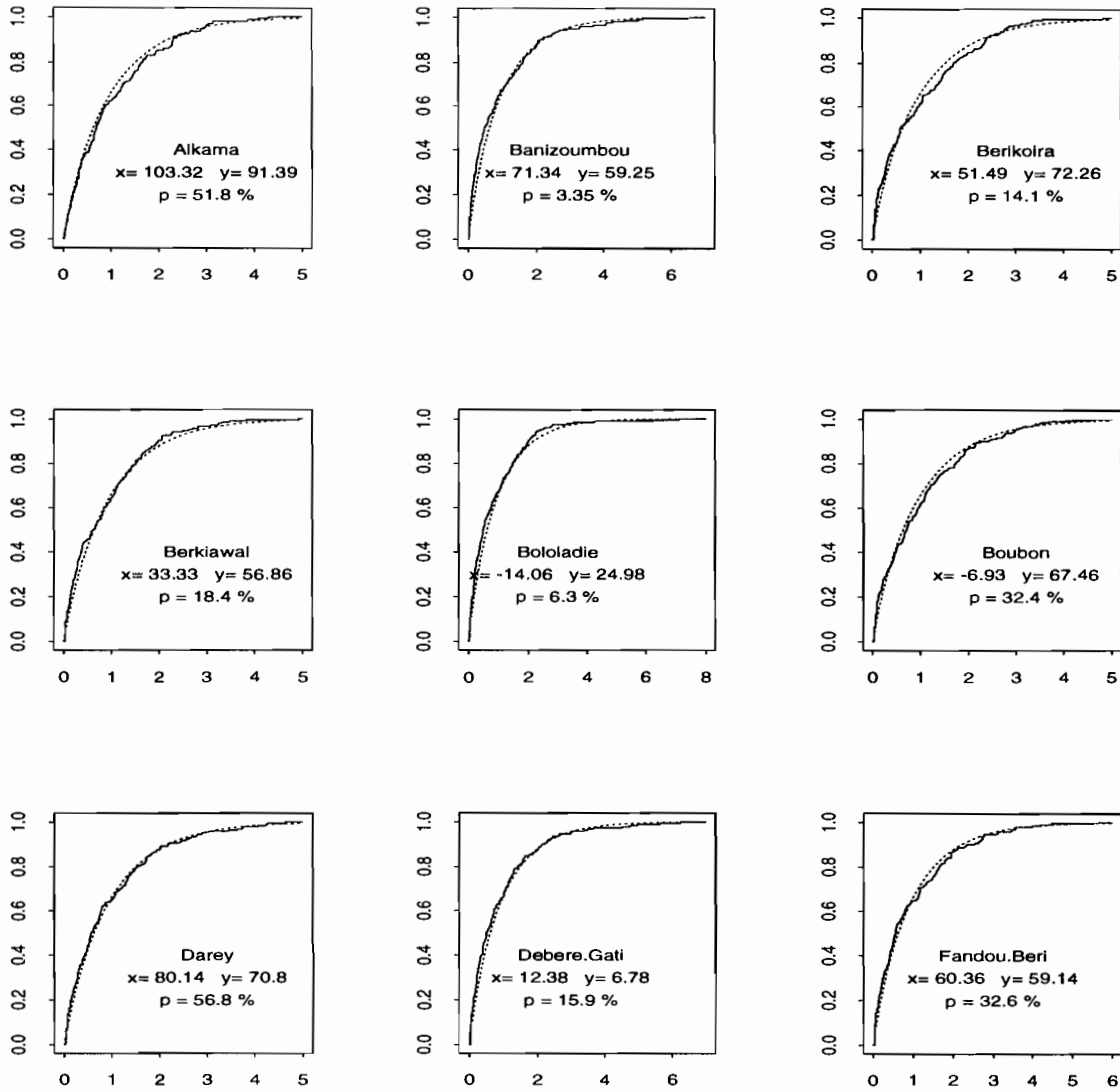 1.0
0.8
0.6
0.4
0.2
0.0
Alkama
x= 103.32 y= 91.39
p = 51.8 %
0 1 2 3 4 5
Banizoumbou
x= 71.34 y= 59.25
p = 3.35 %
1.0
0.8
0.6
0.4
0.2
0.0
0 2 4 6
Berikoira
x= 51.49 y= 72.26
p = 14.1 %
1.0
0.8
0.6
0.4
0.2
0.0
0 1 2 3 4 5
1.0
0.8
0.6
0.4
0.2
0.0
Berkiawal
x= 33.33 y= 56.86
p = 18.4 %
0 1 2 3 4 5
1.0
0.8
0.6
0.4
0.2
0.0
Bololadie
x= -14.06 y= 24.98
p = 6.3 %
0 2 4 6 8
1.0
0.8
0.6
0.4
0.2
0.0
Boubon
x= -6.93 y= 67.46
p = 32.4 %
0 1 2 3 4 5
1.0
0.8
0.6
0.4
0.2
0.0
Darey
x= 80.14 y= 70.8
p = 56.8 %
0 1 2 3 4 5
1.0
0.8
0.6
0.4
0.2
0.0
Debere.Gati
x= 12.38 y= 6.78
p = 15.9 %
0 2 4 6
1.0
0.8
0.6
0.4
0.2
0.0
Fandou.Beri
x= 60.36 y= 59.14
p = 32.6 %
0 1 2 3 4 5 6